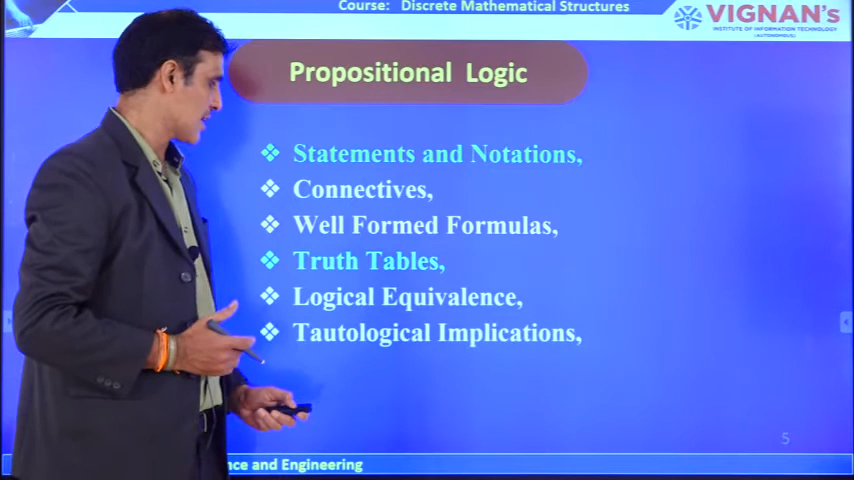 Course: Discrete Mathematical Structures
VIGNAN's
INSTITUTE OF INFORMATION TECHNOLOGY
(AUTONOMOUS)
Propositional Logic
Statements and Notations,
Connectives,
Well Formed Formulas,
Truth Tables,
Logical Equivalence,
Tautological Implications,
5
nce and Engineering